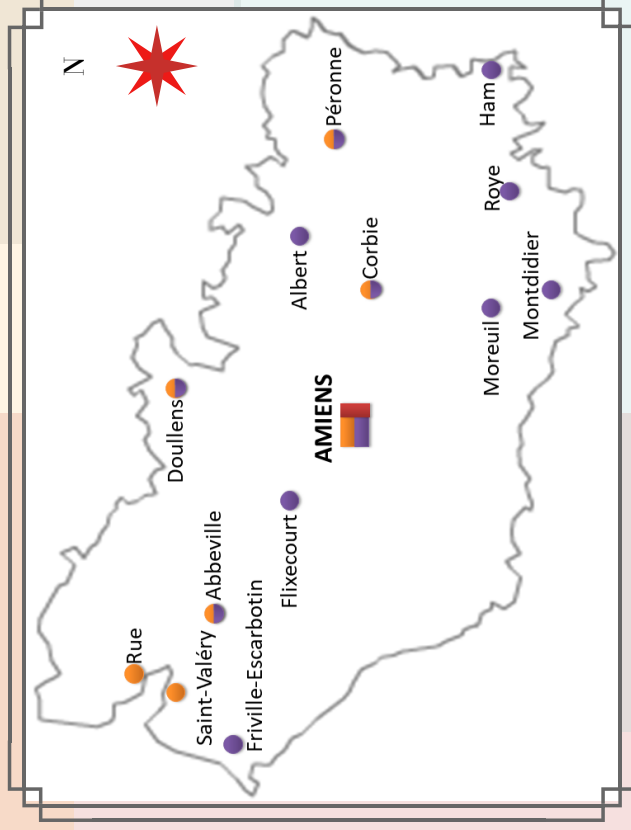 N
Rue
Saint-Valéry
Abbeville
Friville-Escarbotin
Flixecourt
Doullens
AMIENS
Albert
Corbie
Péronne
Moreuil
Montdidier
Roye
Ham